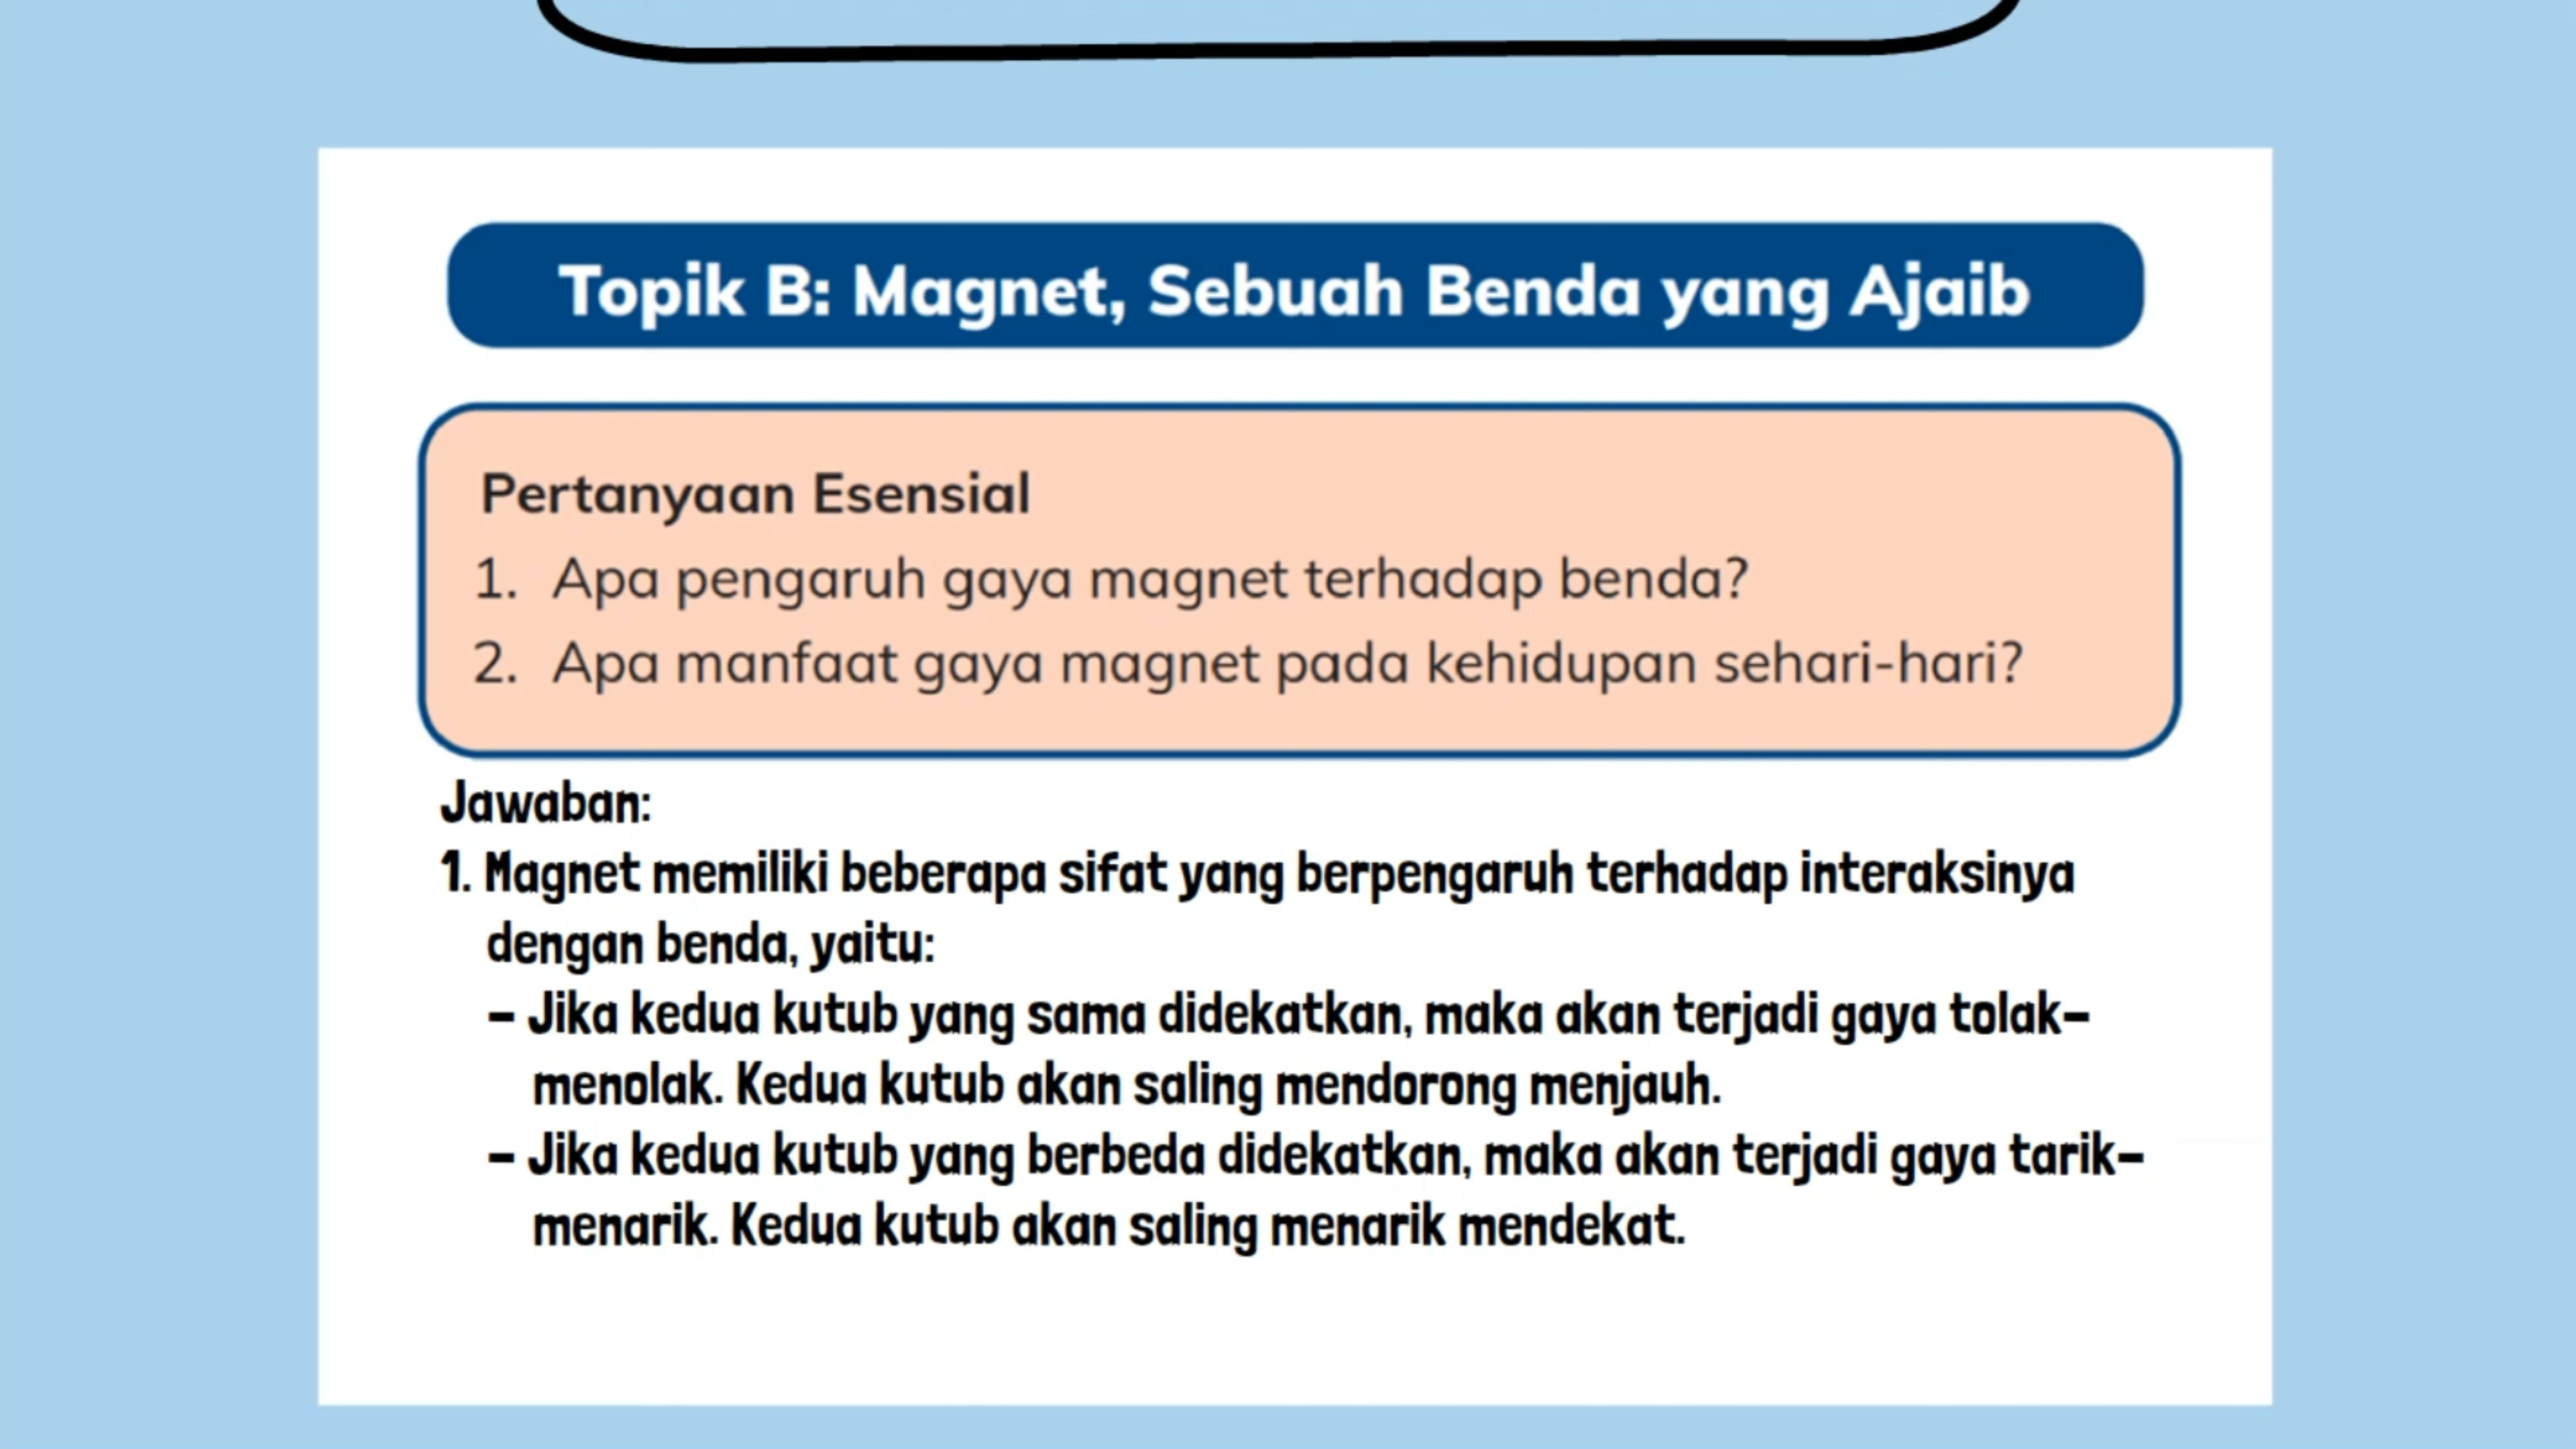 Topik B: Magnet, Sebuah Benda yang Ajaib
Pertanyaan Esensial
1. Apa pengaruh gaya magnet terhadap benda?
2. Apa manfaat gaya magnet pada kehidupan sehari-hari?
Jawaban:
1. Magnet memiliki beberapa sifat yang berpengaruh terhadap interaksinya
dengan benda, yaitu:
- Jika kedua kutub yang sama didekatkan, maka akan terjadi gaya tolak-
menolak. Kedua kutub akan saling mendorong menjauh.
- Jika kedua kutub yang berbeda didekatkan, maka akan terjadi gaya tarik-
menarik. Kedua kutub akan saling menarik mendekat.